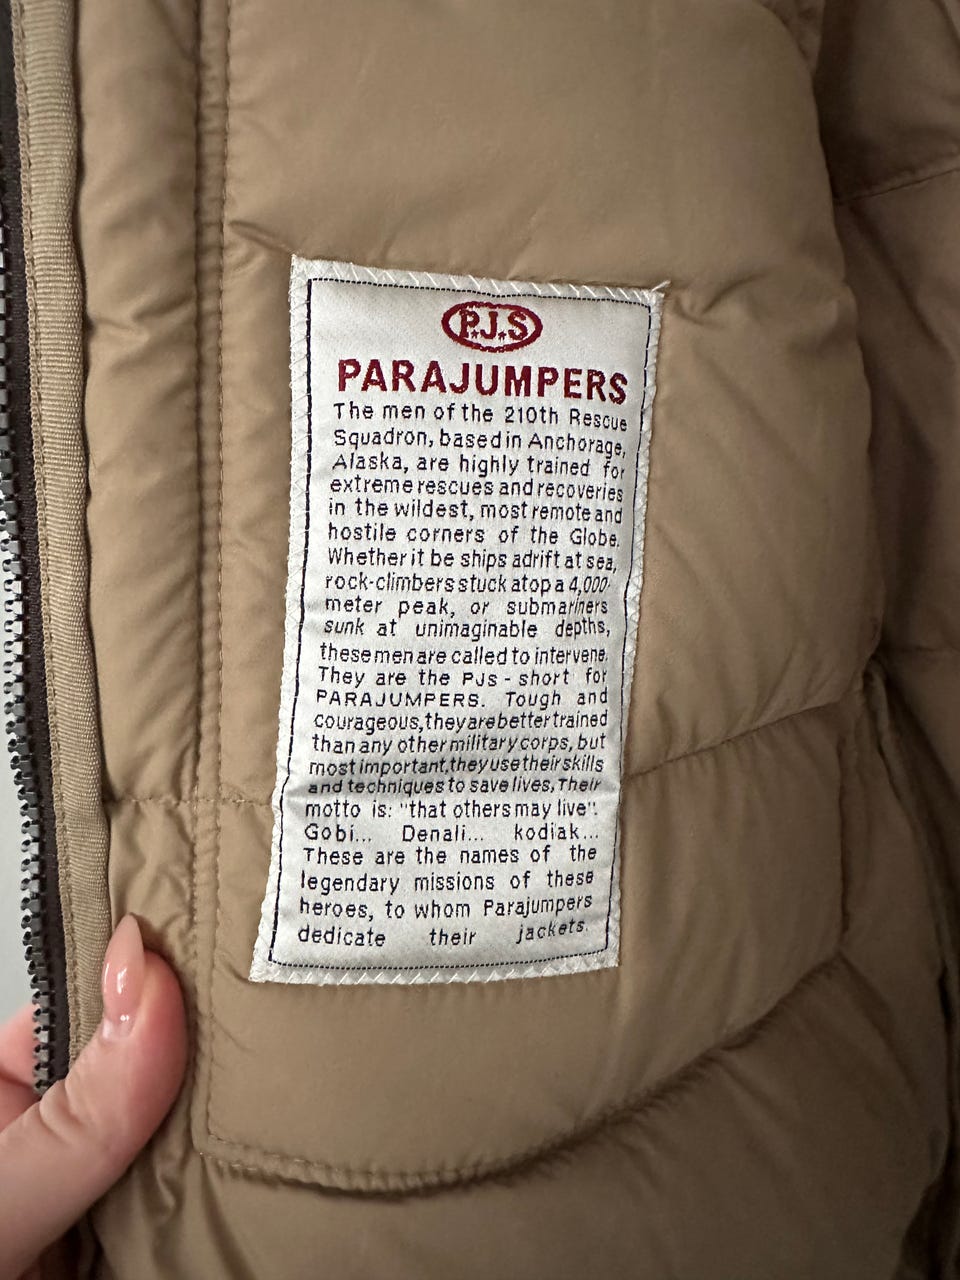 P.J.S
PARAJUMPERS
The men of the 210th Rescue
Squadron, based in Anchorage,
Alaska, are highly trained for
extreme rescues and recoveries
in the wildest, most remote and
hostile corners of the Globe.
Whether it be ships adrift at sea,
rock-climbers stuck atop a 4,000-
meter peak, or submariners
sunk at unimaginable depths,
these men are called to intervene.
They are the PJs - short for
PARAJUMPERS. Tough and
courageous, they are better trained
than any other military corps, but
most important, they use their skills
and techniques to save lives, Their
motto is: "that others may live".
Gobi... Denali... kodiak...
These are the names of the
legendary missions of these
heroes, to whom Parajumpers
dedicate their jackets.